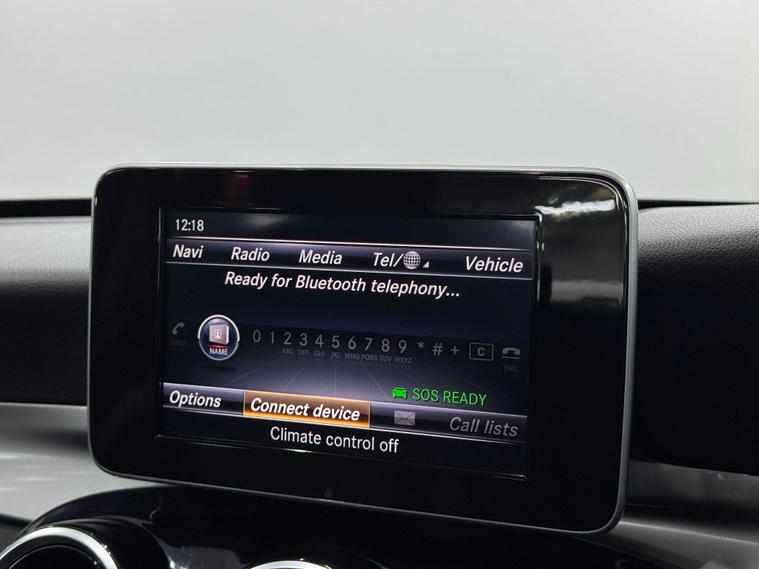 12:18
Navi Radio Media Tel/ Vehicle
Ready for Bluetooth telephony...
SEND NAME 0 1 2 3 4 5 6 7 8 9 * # + C END
ABC DEF GHI JKL MNO PQRS TUV WXYZ
SOS READY
Options Connect device Call lists
Climate control off